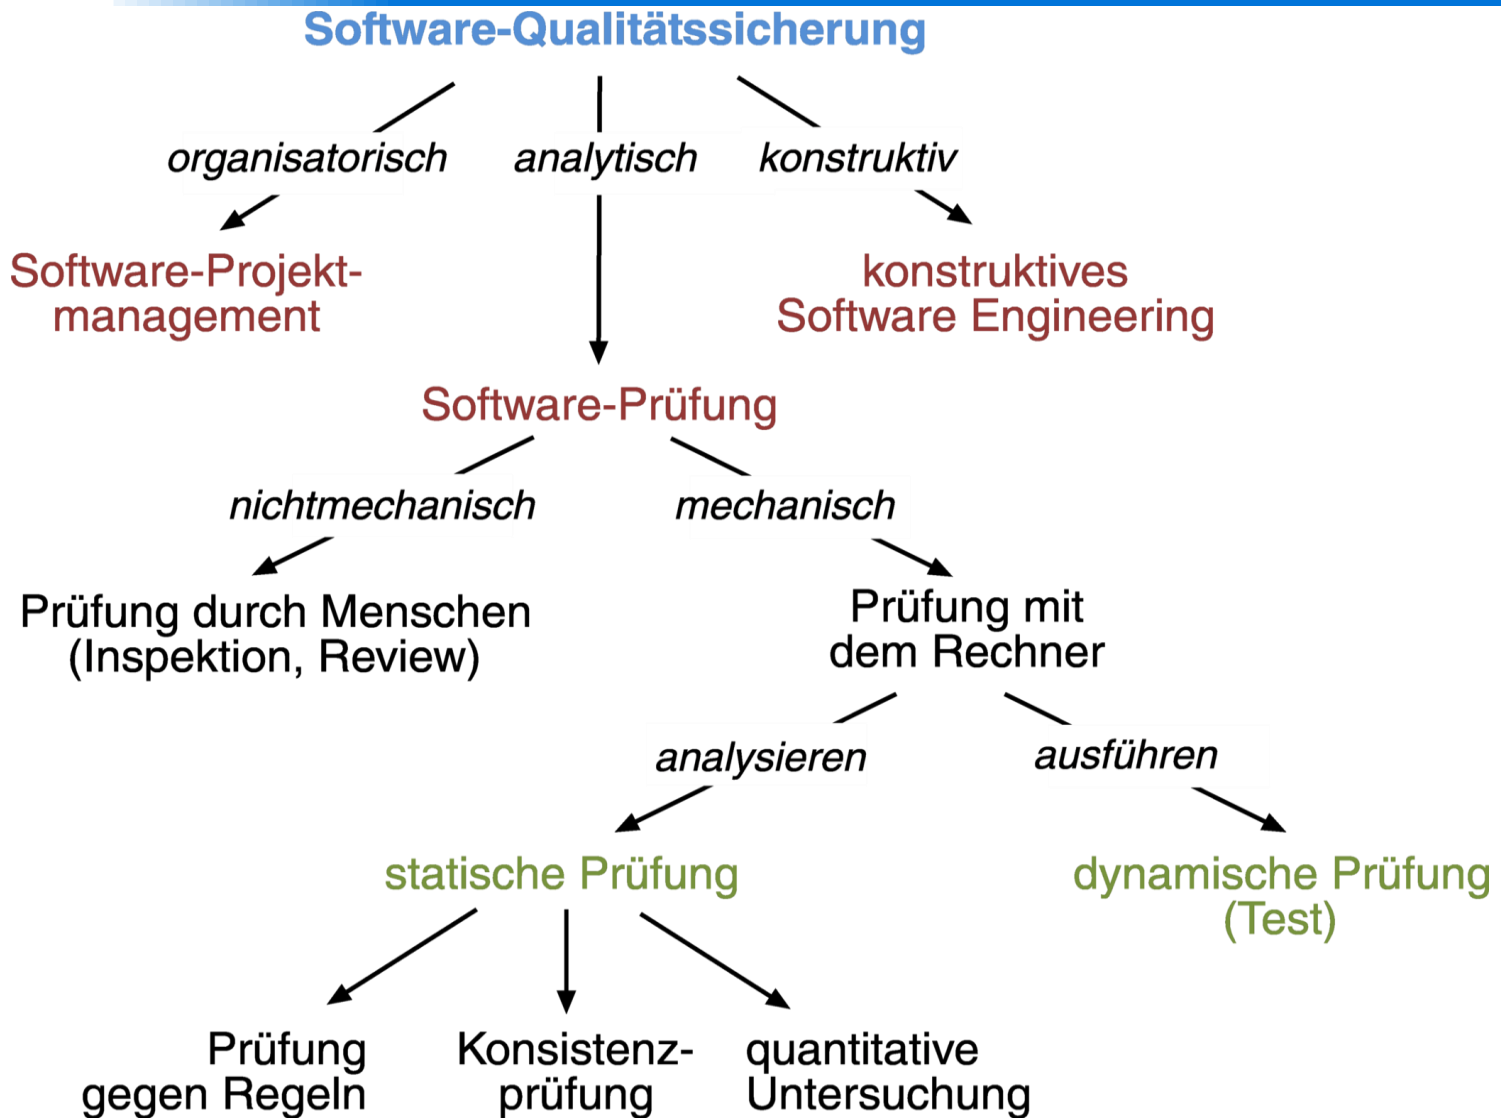 Software-Qualitätssicherung
organisatorisch
analytisch
konstruktiv
Software-Projekt-
management
konstruktives
Software Engineering
Software-Prüfung
nichtmechanisch
mechanisch
Prüfung durch Menschen
(Inspektion, Review)
Prüfung mit
dem Rechner
analysieren
ausführen
statische Prüfung
dynamische Prüfung
(Test)
Prüfung
gegen Regeln
Konsistenz-
prüfung
quantitative
Untersuchung